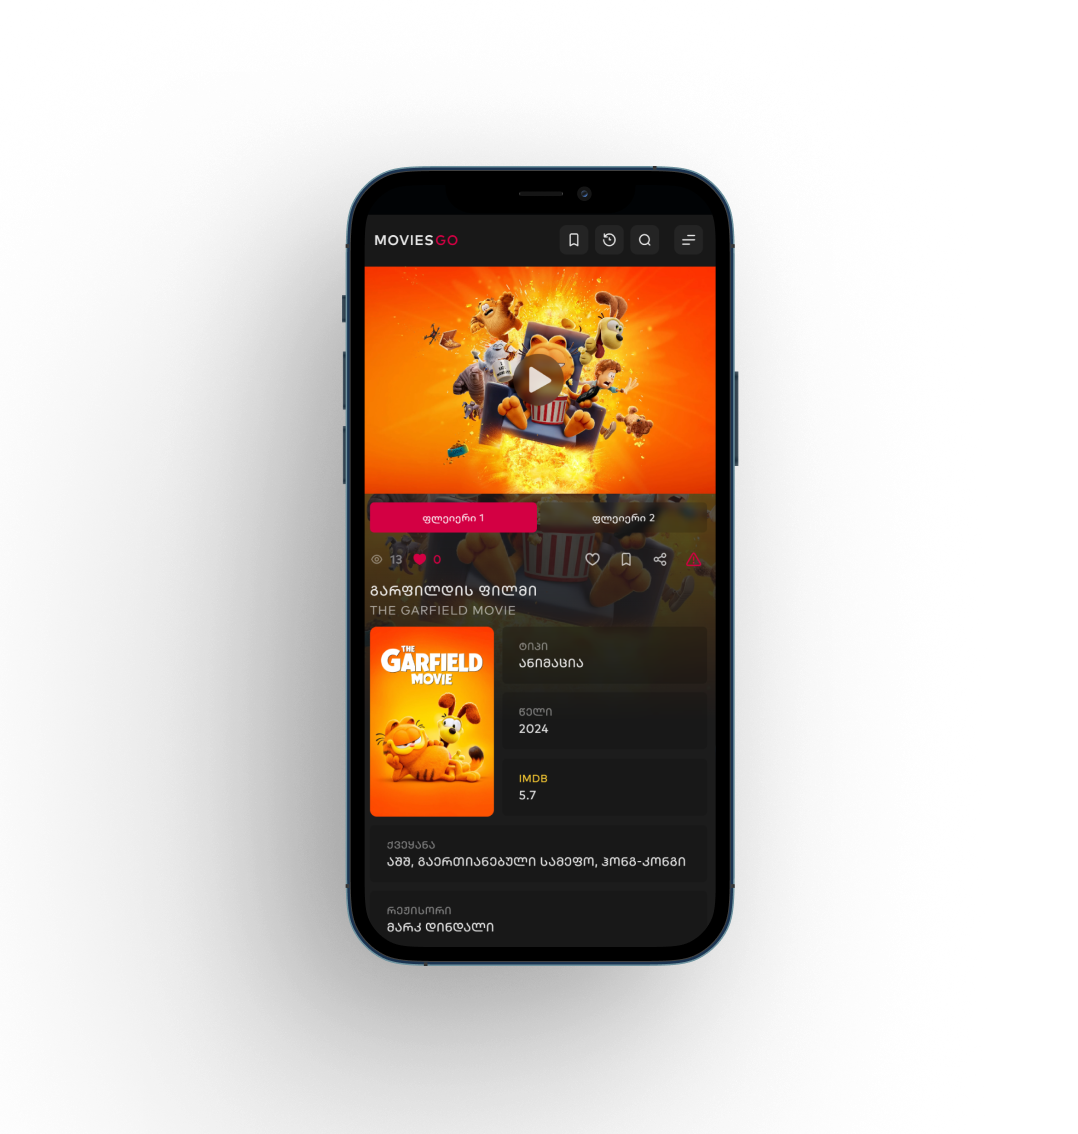 MOVIESGO
ფლეიერი 1
ფლეიერი 2
13
0
გარფილდის ფილმი
THE GARFIELD MOVIE
THE
GARFIELD
MOVIE
ტიპი
ანიმაცია
წელი
2024
IMDB
5.7
ქვეყანა
აშშ, გაერთიანებული სამეფო, ჰონგ-კონგი
რეჟისორი
მარკ დინდალი